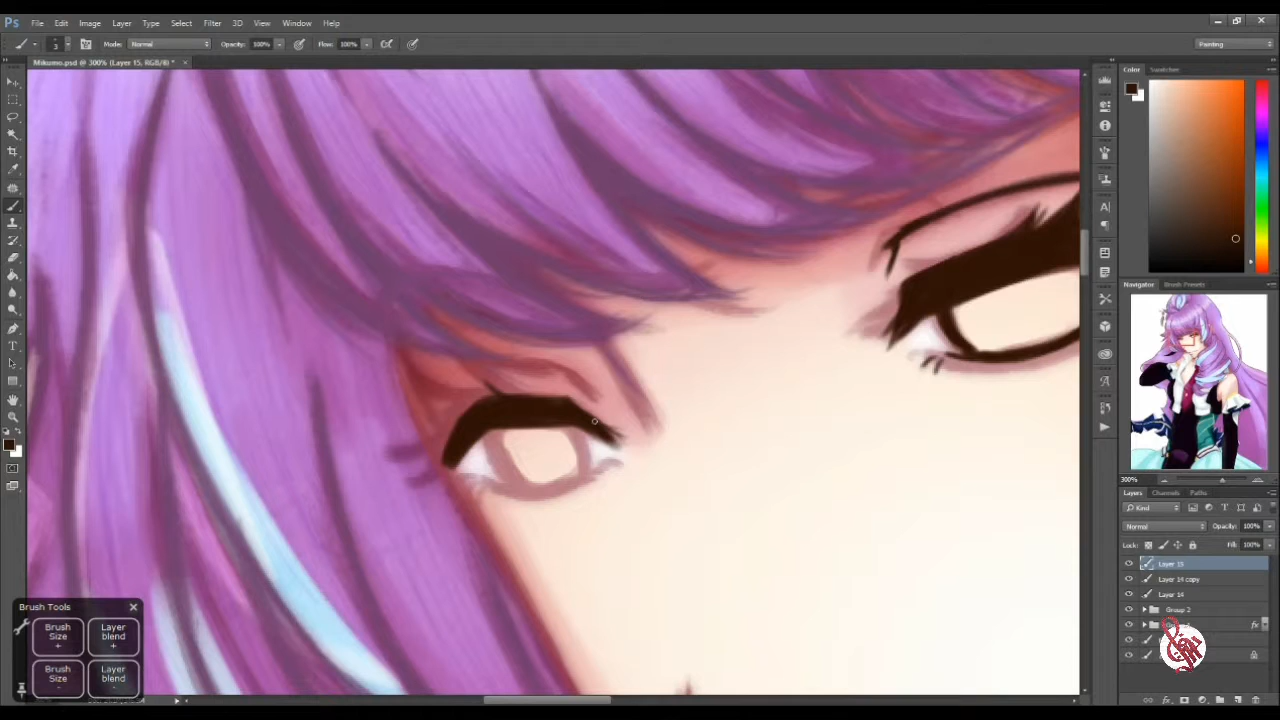 Ps File Edit Image Layer Type Select Filter 3D View Window Help
3 Mode: Normal Opacity: 100% Flow: 100% Painting
Mikumo.psd @ 300% (Layer 15, RGB/8) * ×
Color Swatches
Navigator Brush Presets
300%
Layers Channels Paths
Kind
Normal Opacity: 100%
Lock: Fill: 100%
Layer 15
Layer 14 copy
Layer 14
Group 2
fx
Brush Tools
Brush Size +
Layer blend +
Brush Size -
Layer blend -